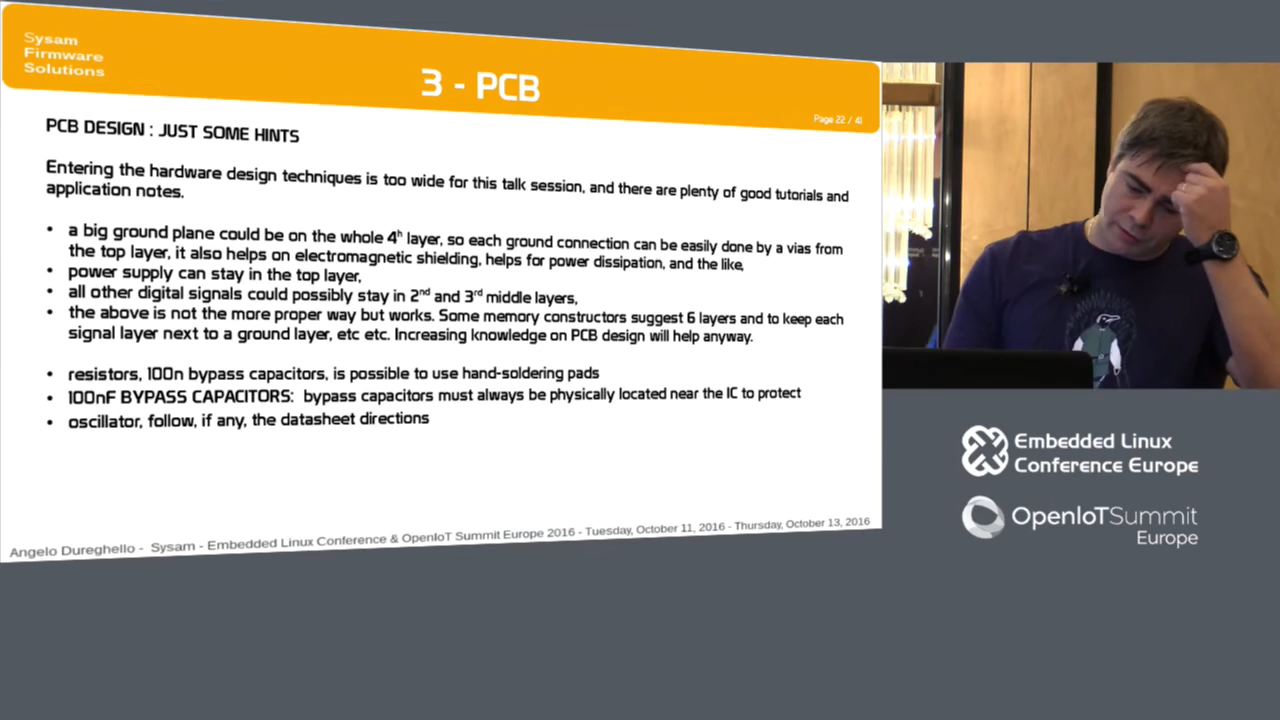 Sysam
Firmware
Solutions
3 - PCB
Page 22 / 41
PCB DESIGN : JUST SOME HINTS
Entering the hardware design techniques is too wide for this talk session, and there are plenty of good tutorials and
application notes.
• a big ground plane could be on the whole 4h layer, so each ground connection can be easily done by a vias from
the top layer, it also helps on electromagnetic shielding, helps for power dissipation, and the like,
• power supply can stay in the top layer,
• all other digital signals could possibly stay in 2nd and 3rd middle layers,
• the above is not the more proper way but works. Some memory constructors suggest 6 layers and to keep each
signal layer next to a ground layer, etc etc. Increasing knowledge on PCB design will help anyway.
• resistors, 100n bypass capacitors, is possible to use hand-soldering pads
• 100nF BYPASS CAPACITORS: bypass capacitors must always be physically located near the IC to protect
• oscillator, follow, if any, the datasheet directions
Angelo Dureghello - Sysam - Embedded Linux Conference & OpenIoT Summit Europe 2016 - Tuesday, October 11, 2016 - Thursday, October 13, 2016
Embedded Linux
Conference Europe
OpenIoTSummit
Europe